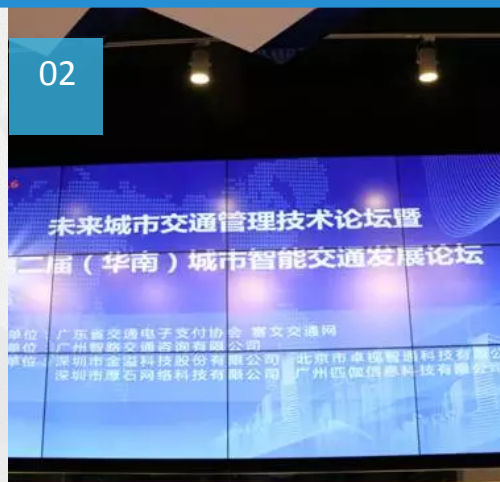 02
未来城市交通管理技术论坛暨
二届（华南）城市智能交通发展论坛
单位：广东省交通电子支付协会 赛文交通网
单位：广州智路交通咨询有限公司
单位：深圳市金溢科技股份有限公司 北京市卓视智通科技有限公
深圳市厚石网络科技有限公司 广州匹伽信息科技有限公